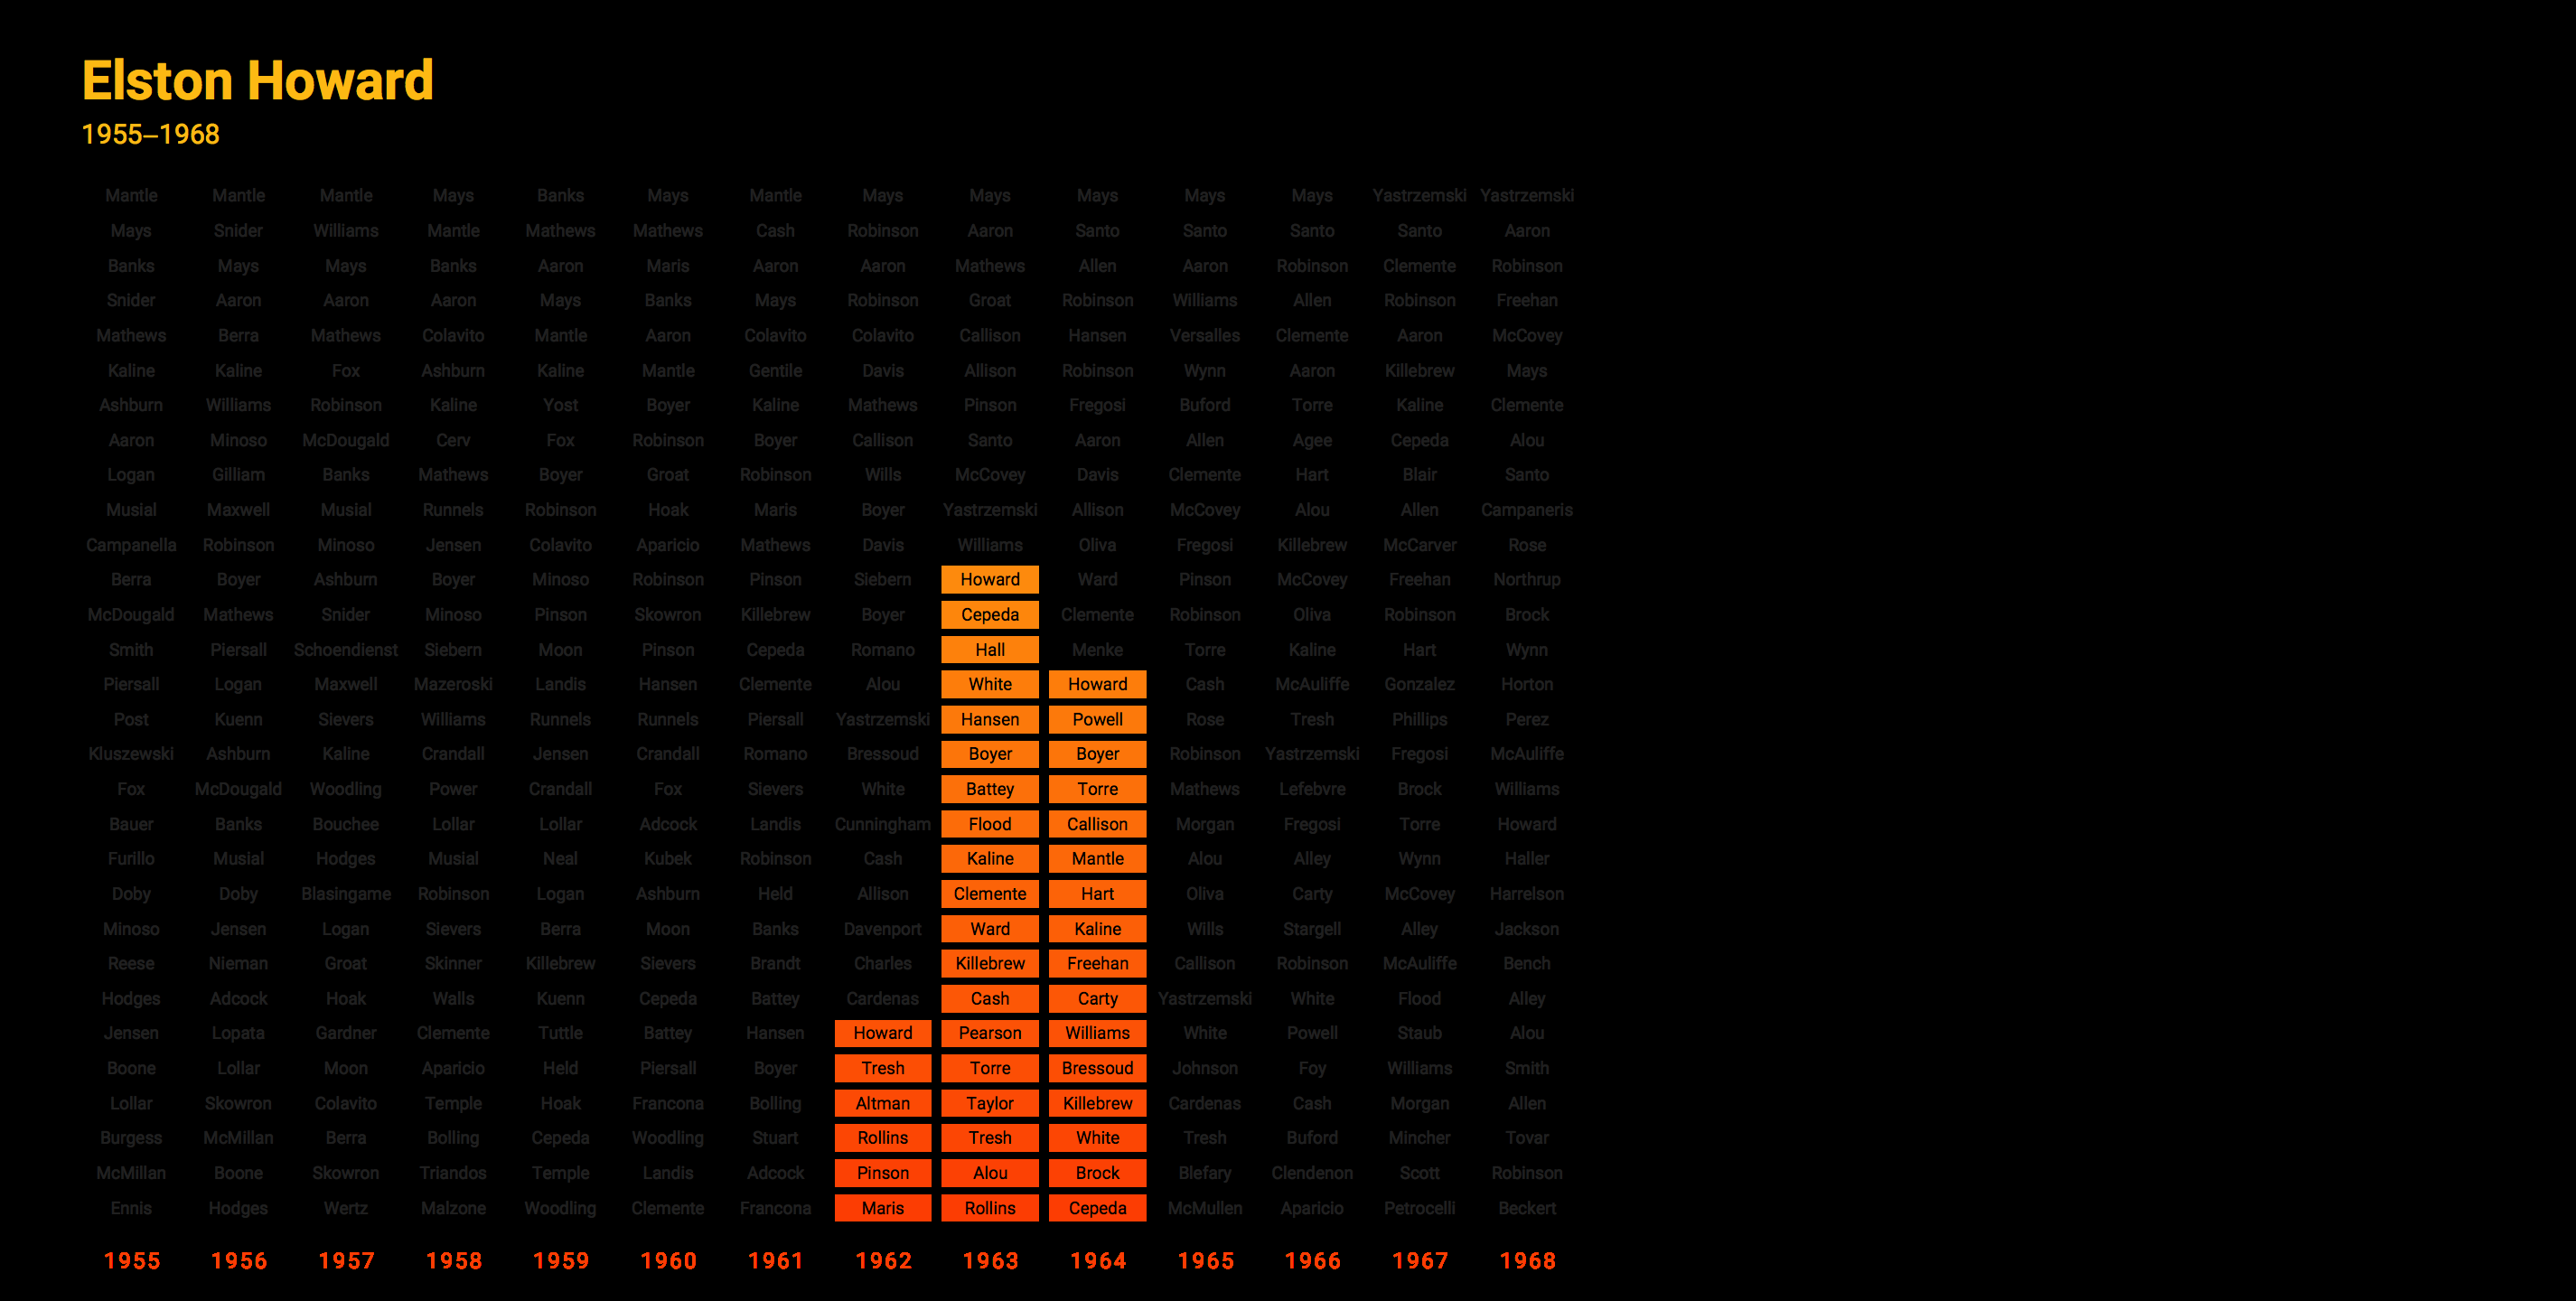 Elston Howard
1955–1968
Mantle Mantle Mantle Mays Banks Mays Mantle Mays Mays Mays Mays Mays Yastrzemski Yastrzemski
Mays Snider Williams Mantle Mathews Mathews Cash Robinson Aaron Santo Santo Santo Santo Aaron
Banks Mays Mays Banks Aaron Maris Aaron Aaron Mathews Allen Aaron Robinson Clemente Robinson
Snider Aaron Aaron Aaron Mays Banks Mays Robinson Groat Robinson Williams Allen Robinson Freehan
Mathews Berra Mathews Colavito Mantle Aaron Colavito Colavito Callison Hansen Versalles Clemente Aaron McCovey
Kaline Kaline Fox Ashburn Kaline Mantle Gentile Davis Allison Robinson Wynn Aaron Killebrew Mays
Ashburn Williams Robinson Kaline Yost Boyer Kaline Mathews Pinson Fregosi Buford Torre Kaline Clemente
Aaron Minoso McDougald Cerv Fox Robinson Boyer Callison Santo Aaron Allen Agee Cepeda Alou
Logan Gilliam Banks Mathews Boyer Groat Robinson Wills McCovey Davis Clemente Hart Blair Santo
Musial Maxwell Musial Runnels Robinson Hoak Maris Boyer Yastrzemski Allison McCovey Alou Allen Campaneris
Campanella Robinson Minoso Jensen Colavito Aparicio Mathews Davis Williams Oliva Fregosi Killebrew McCarver Rose
Berra Boyer Ashburn Boyer Minoso Robinson Pinson Siebern Howard Ward Pinson McCovey Freehan Northrup
McDougald Mathews Snider Minoso Pinson Skowron Killebrew Boyer Cepeda Clemente Robinson Oliva Robinson Brock
Smith Piersall Schoendienst Siebern Moon Pinson Cepeda Romano Hall Menke Torre Kaline Hart Wynn
Piersall Logan Maxwell Mazeroski Landis Hansen Clemente Alou White Howard Cash McAuliffe Gonzalez Horton
Post Kuenn Sievers Williams Runnels Runnels Piersall Yastrzemski Hansen Powell Rose Tresh Phillips Perez
Kluszewski Ashburn Kaline Crandall Jensen Crandall Romano Bressoud Boyer Boyer Robinson Yastrzemski Fregosi McAuliffe
Fox McDougald Woodling Power Crandall Fox Sievers White Battey Torre Mathews Lefebvre Brock Williams
Bauer Banks Bouchee Lollar Lollar Adcock Landis Cunningham Flood Callison Morgan Fregosi Torre Howard
Furillo Musial Hodges Musial Neal Kubek Robinson Cash Kaline Mantle Alou Alley Wynn Haller
Doby Doby Blasingame Robinson Logan Ashburn Held Allison Clemente Hart Oliva Carty McCovey Harrelson
Minoso Jensen Logan Sievers Berra Moon Banks Davenport Ward Kaline Wills Stargell Alley Jackson
Reese Nieman Groat Skinner Killebrew Sievers Brandt Charles Killebrew Freehan Callison Robinson McAuliffe Bench
Hodges Adcock Hoak Walls Kuenn Cepeda Battey Cardenas Cash Carty Yastrzemski White Flood Alley
Jensen Lopata Gardner Clemente Tuttle Battey Hansen Howard Pearson Williams White Powell Staub Alou
Boone Lollar Moon Aparicio Held Piersall Boyer Tresh Torre Bressoud Johnson Foy Williams Smith
Lollar Skowron Colavito Temple Hoak Francona Bolling Altman Taylor Killebrew Cardenas Cash Morgan Allen
Burgess McMillan Berra Bolling Cepeda Woodling Stuart Rollins Tresh White Tresh Buford Mincher Tovar
McMillan Boone Skowron Triandos Temple Landis Adcock Pinson Alou Brock Blefary Clendenon Scott Robinson
Ennis Hodges Wertz Malzone Woodling Clemente Francona Maris Rollins Cepeda McMullen Aparicio Petrocelli Beckert
1955 1956 1957 1958 1959 1960 1961 1962 1963 1964 1965 1966 1967 1968